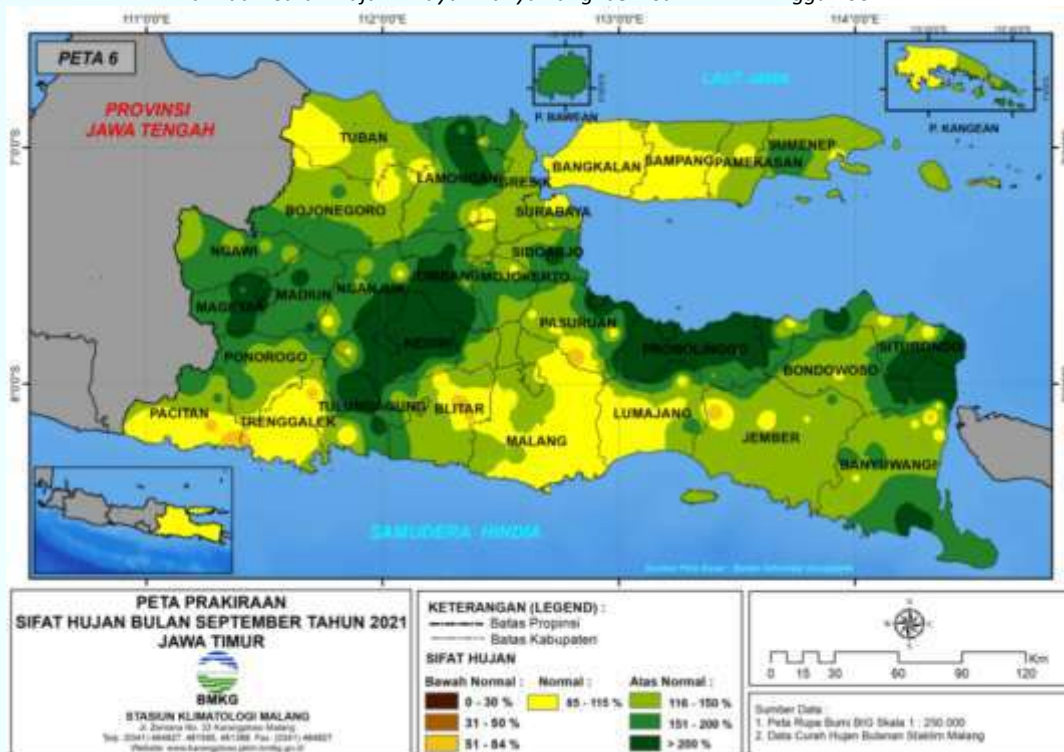 PETA 6
PROVINSI
JAWA TENGAH
LAUT JAWA
P. BAWEAN
P. KANGEAN
111°0'0"E
112°0'0"E
113°0'0"E
114°0'0"E
7°0'0"S
8°0'0"S
TUBAN
LAMONGAN
GRESIK
BANGKALAN
SAMPANG
PAMEKASAN
SUMENEP
BOJONEGORO
SURABAYA
NGAWI
SIDOARJO
JOMBANG
MOJOKERTO
MAGETAN
MADIUN
NGANJUK
PASURUAN
KEDIRI
PROBOLINGGO
SITUBONDO
PONOROGO
BONDOWOSO
PACITAN
TRENGGALEK
TULUNGAGUNG
BLITAR
MALANG
LUMAJANG
JEMBER
BANYUWANGI
SAMUDERA HINDIA
PETA PRAKIRAAN
SIFAT HUJAN BULAN SEPTEMBER TAHUN 2021
JAWA TIMUR
BMKG
STASIUN KLIMATOLOGI MALANG
KETERANGAN (LEGEND) :
Batas Propinsi
Batas Kabupaten
SIFAT HUJAN
Bawah Normal : Normal : Atas Normal :
0 - 30 % 85 - 115 % 116 - 150 %
31 - 50 % 151 - 200 %
51 - 84 % > 200 %
Km
0 15 30 60 90 120
Sumber Data :
1. Peta Rupa Bumi BIG Skala 1 : 250.000
2. Data Curah Hujan Bulanan Staklim Malang